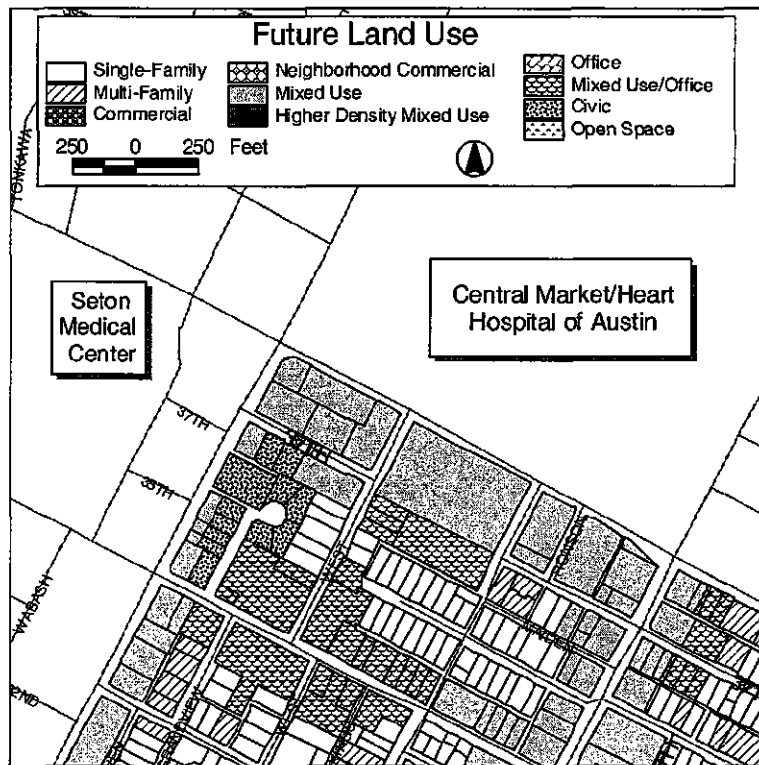 Future Land Use
Single-Family
Multi-Family
Commercial
Neighborhood Commercial
Mixed Use
Higher Density Mixed Use
Office
Mixed Use/Office
Civic
Open Space
250 0 250 Feet
TONKAWA
Seton
Medical
Center
Central Market/Heart
Hospital of Austin
37TH
37TH
35TH
WABASH
WEST